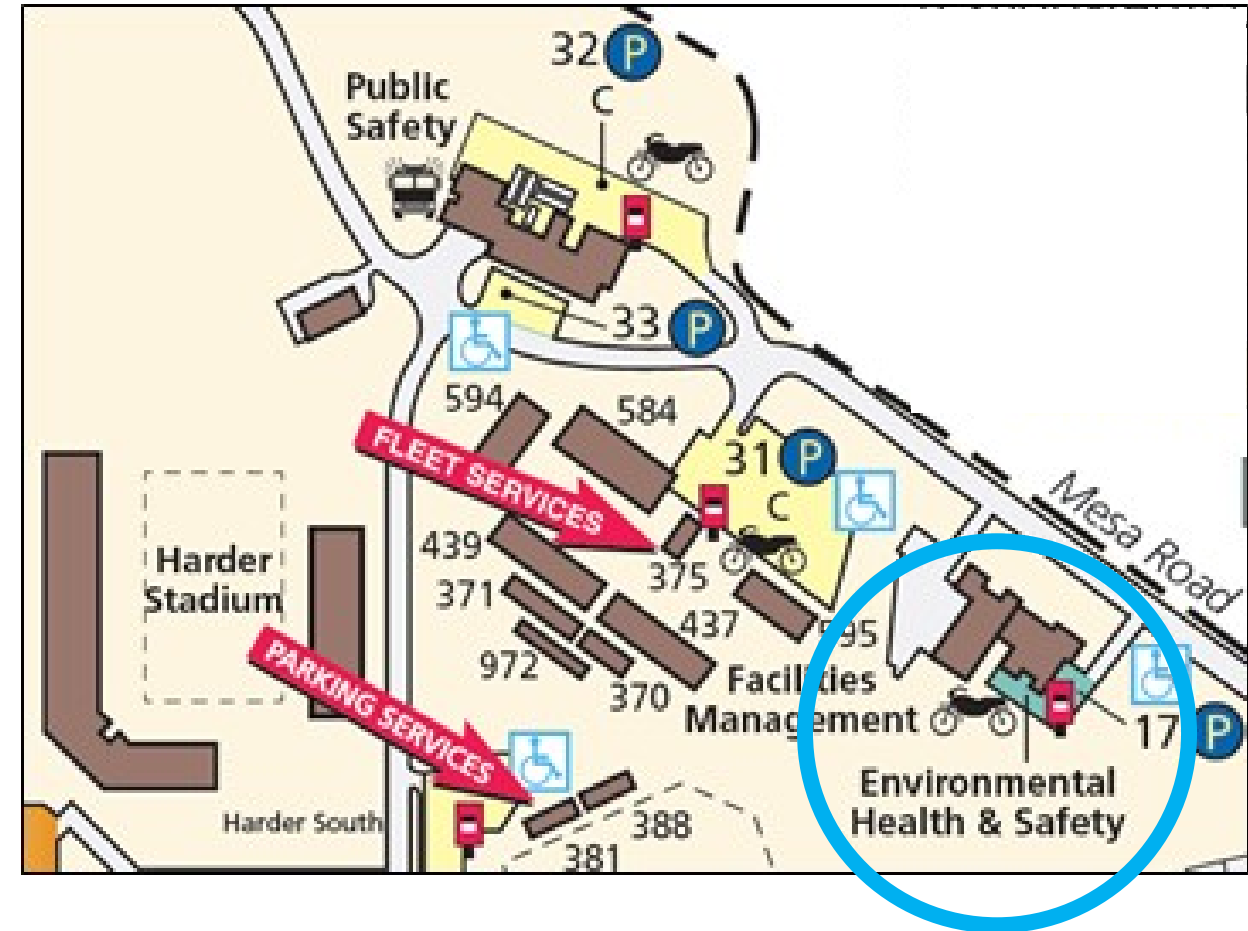 32 P
C
Public
Safety
33 P
594
584
FLEET SERVICES
31 P
C
Mesa Road
439
375
371
Harder
Stadium
437
595
972
370
Facilities
Management
PARKING SERVICES
17 P
Environmental
Health & Safety
Harder South
388
381